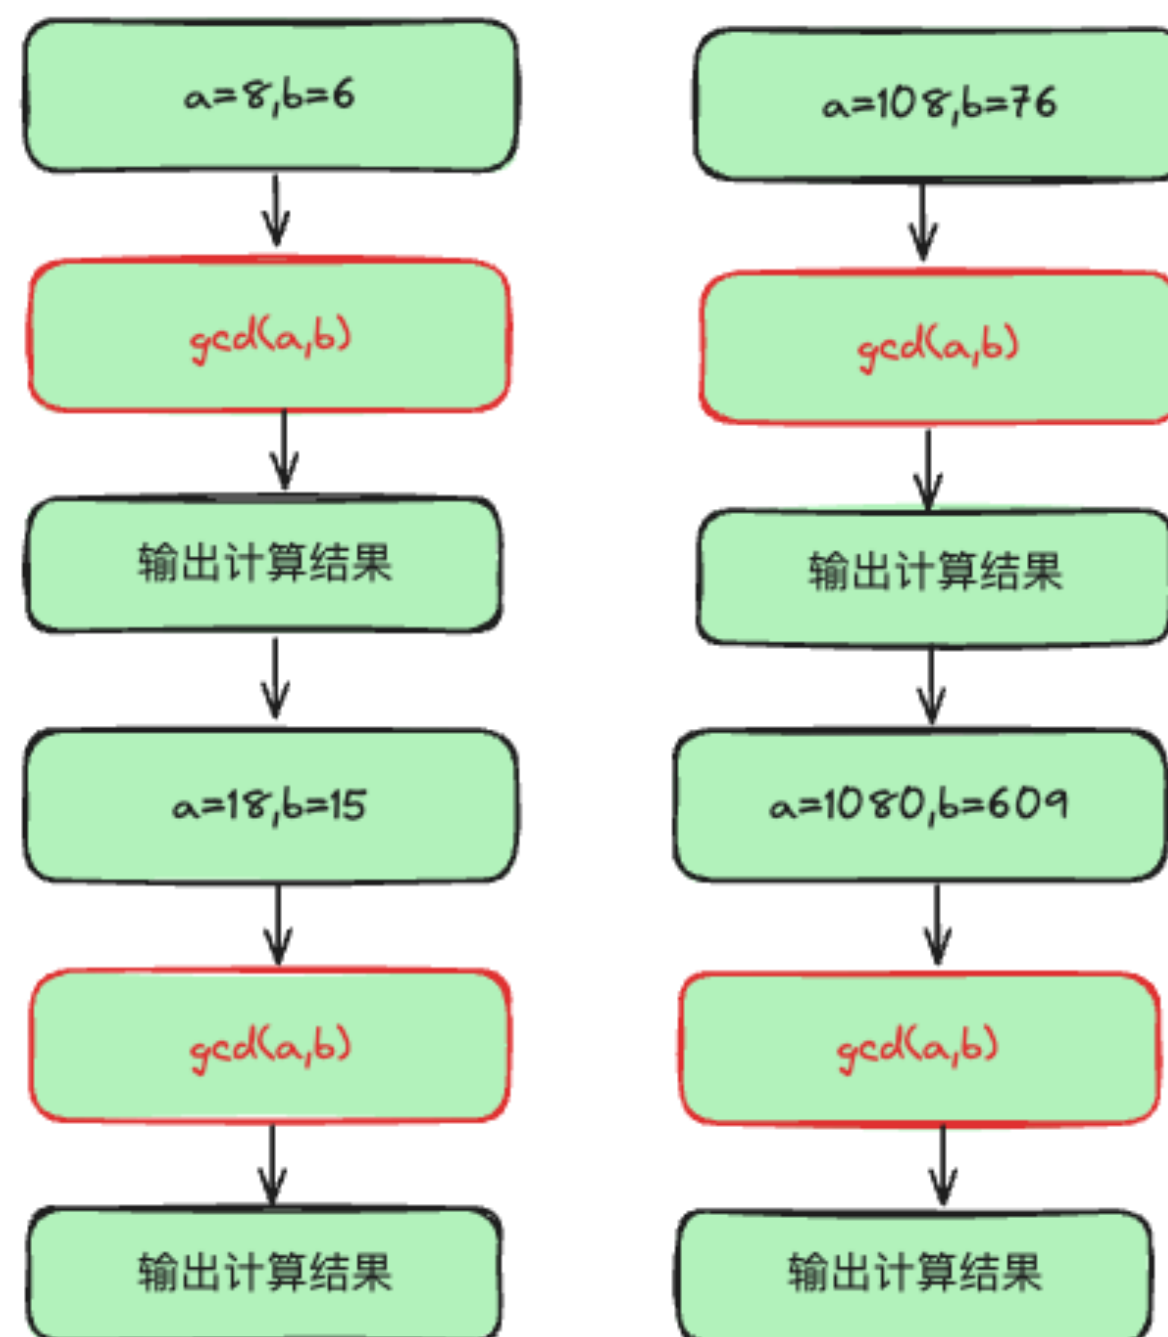 a=8,b=6
gcd(a,b)
输出计算结果
a=18,b=15
gcd(a,b)
输出计算结果
a=108,b=76
gcd(a,b)
输出计算结果
a=1080,b=609
gcd(a,b)
输出计算结果